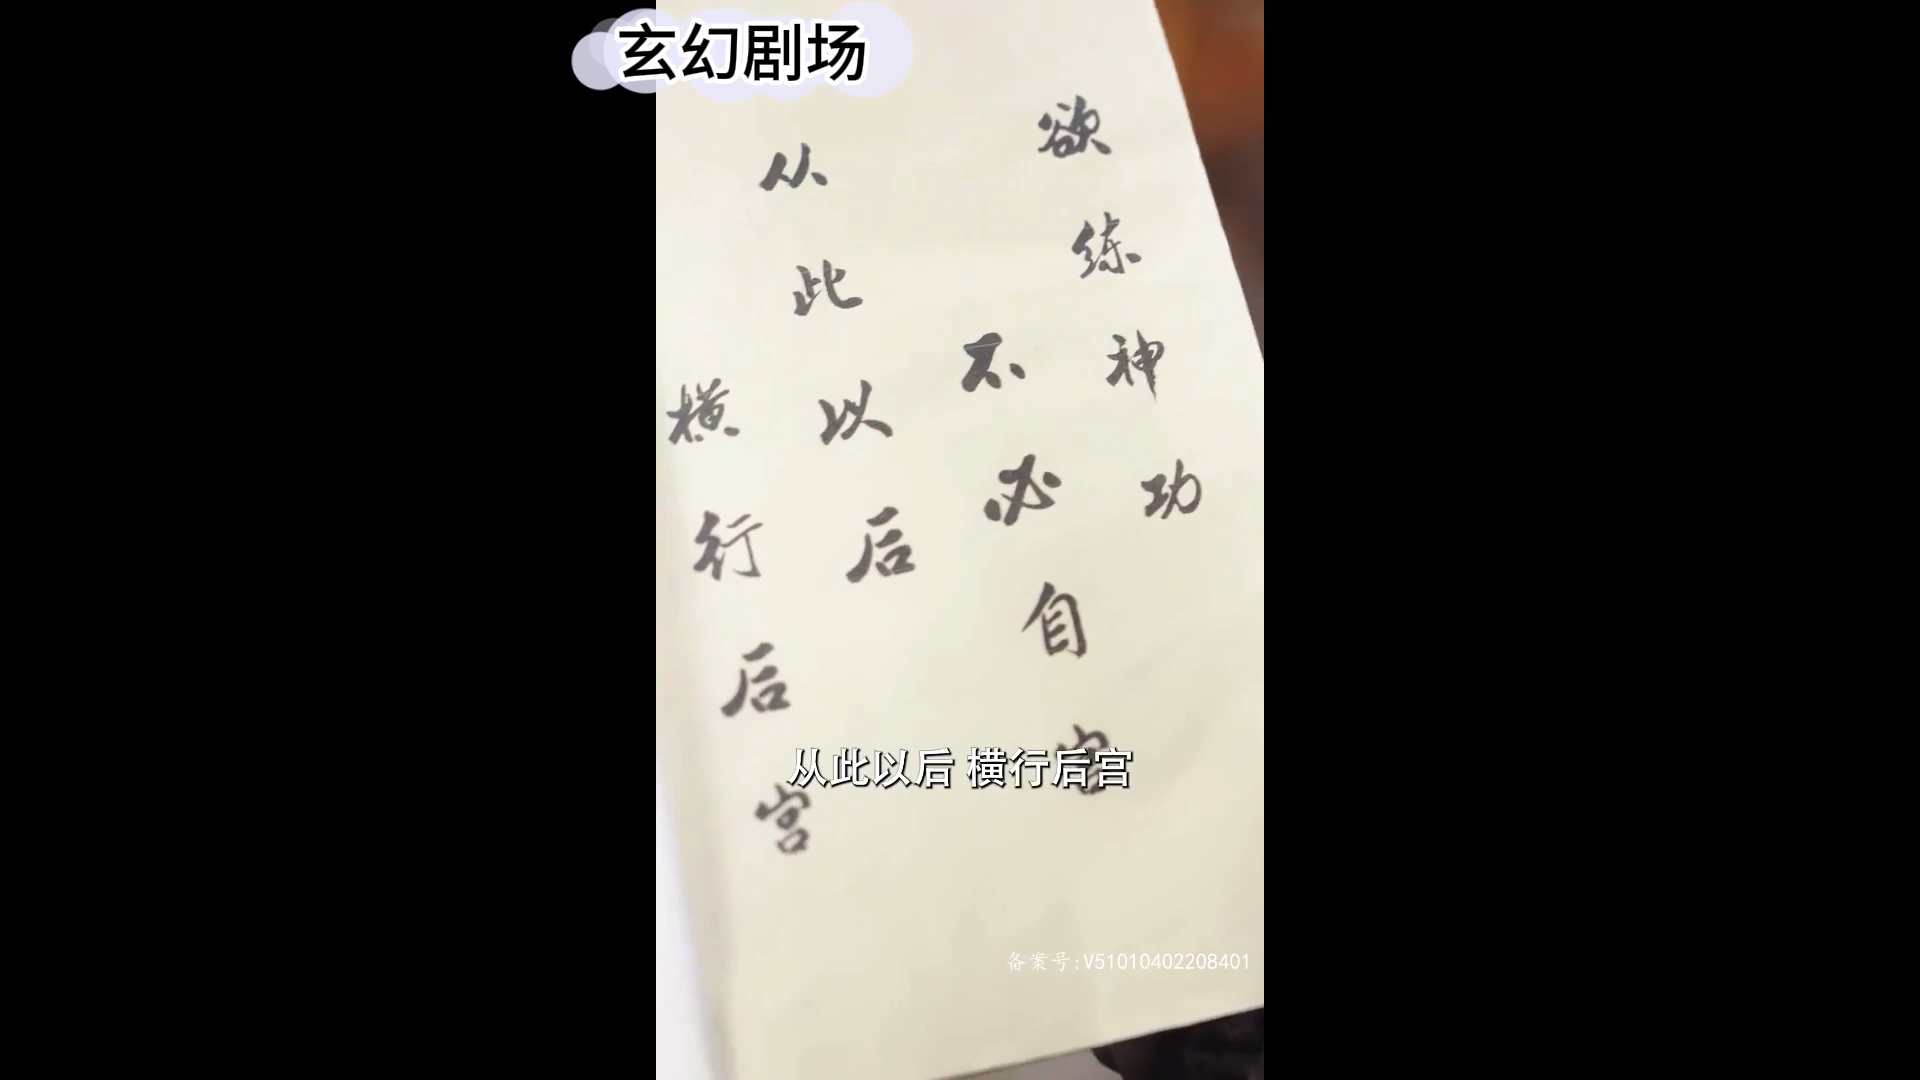 玄幻剧场
欲练神功
不必自宫
从此以后
横行后宫
从此以后 横行后宫
备案号:V51010402208401